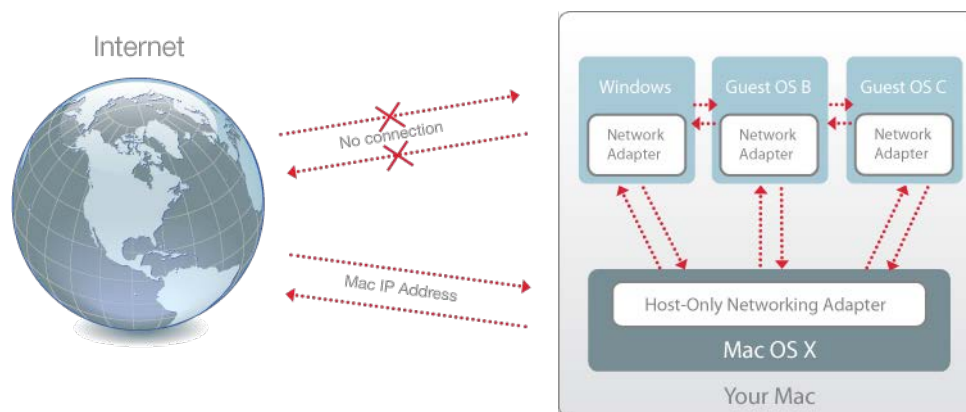 Internet
No connection
Mac IP Address
Windows
Guest OS B
Guest OS C
Network
Adapter
Network
Adapter
Network
Adapter
Host-Only Networking Adapter
Mac OS X
Your Mac